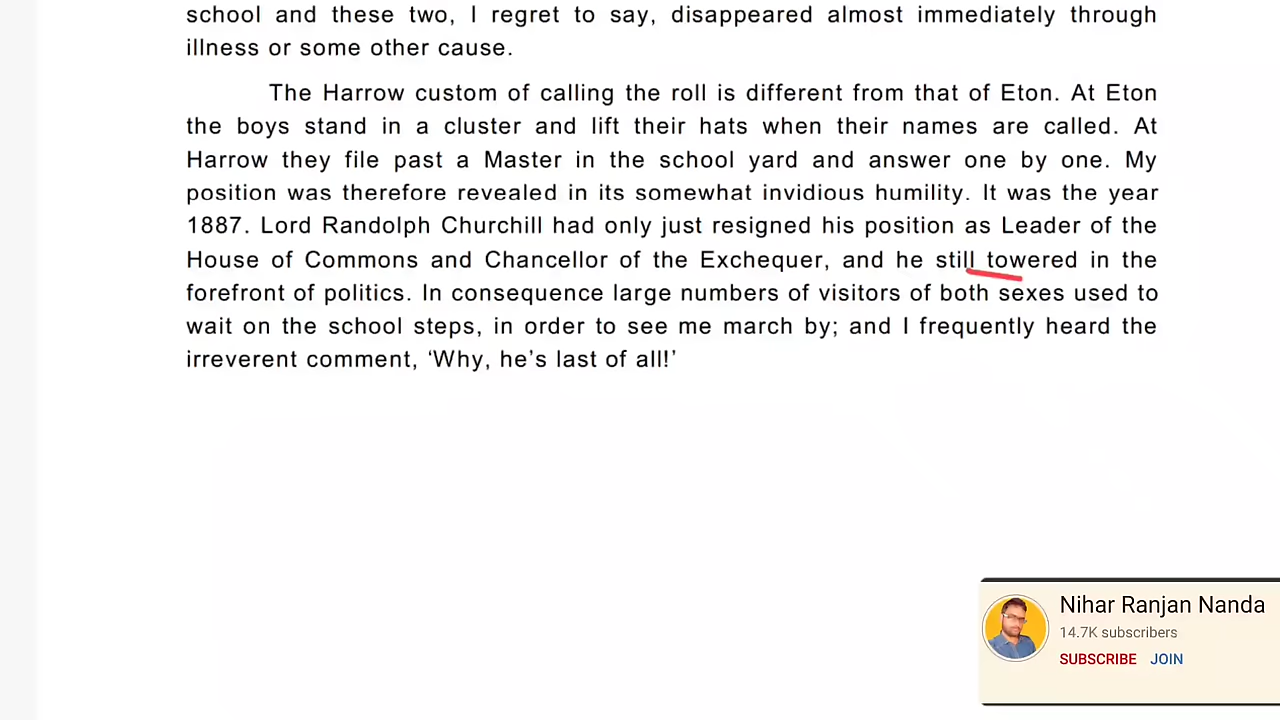 school and these two, I regret to say, disappeared almost immediately through
illness or some other cause.
The Harrow custom of calling the roll is different from that of Eton. At Eton
the boys stand in a cluster and lift their hats when their names are called. At
Harrow they file past a Master in the school yard and answer one by one. My
position was therefore revealed in its somewhat invidious humility. It was the year
1887. Lord Randolph Churchill had only just resigned his position as Leader of the
House of Commons and Chancellor of the Exchequer, and he still towered in the
forefront of politics. In consequence large numbers of visitors of both sexes used to
wait on the school steps, in order to see me march by; and I frequently heard the
irreverent comment, ‘Why, he’s last of all!’
Nihar Ranjan Nanda
14.7K subscribers
SUBSCRIBE JOIN